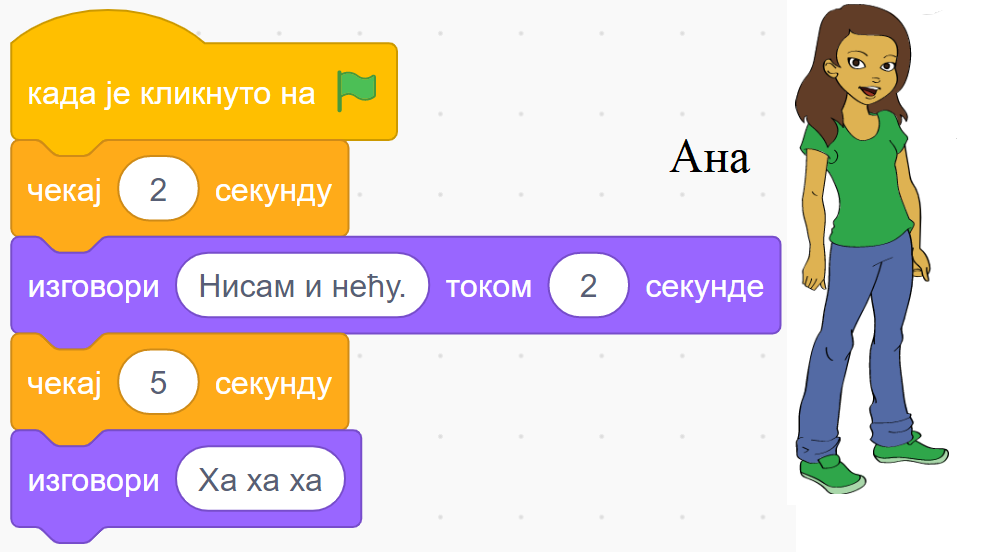 када је кликнуто на
Ана
чекај 2 секунду
изговори Нисам и нећу. током 2 секунде
чекај 5 секунду
изговори Ха ха ха